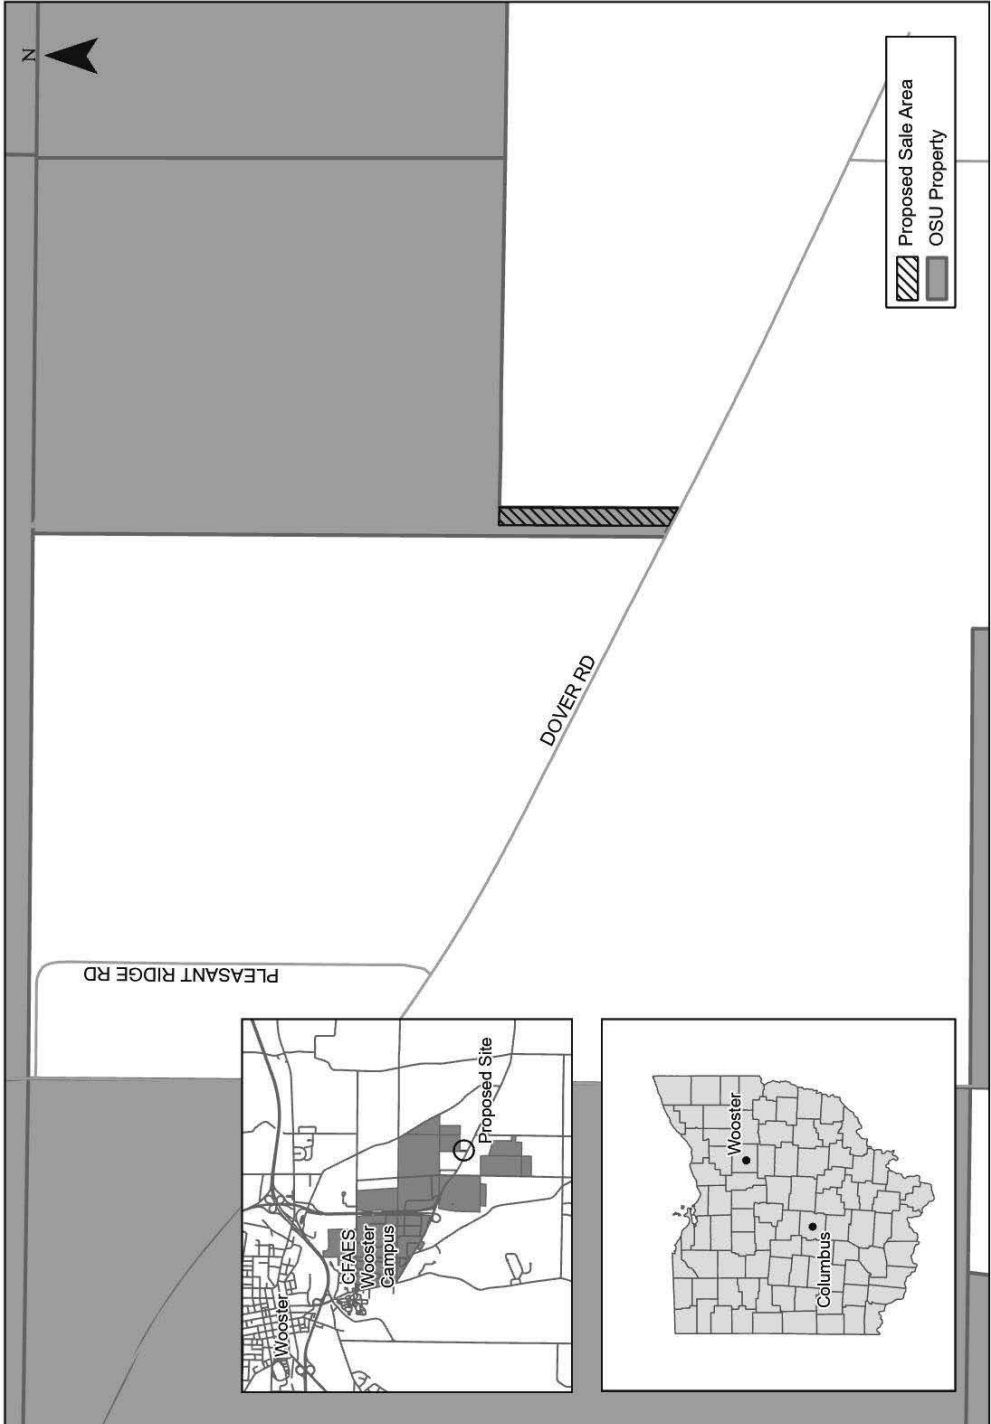 N
PLEASANT RIDGE RD
DOVER RD
Wooster
CFAES
Wooster
Campus
Proposed Site
Wooster
Columbus
Proposed Sale Area
OSU Property